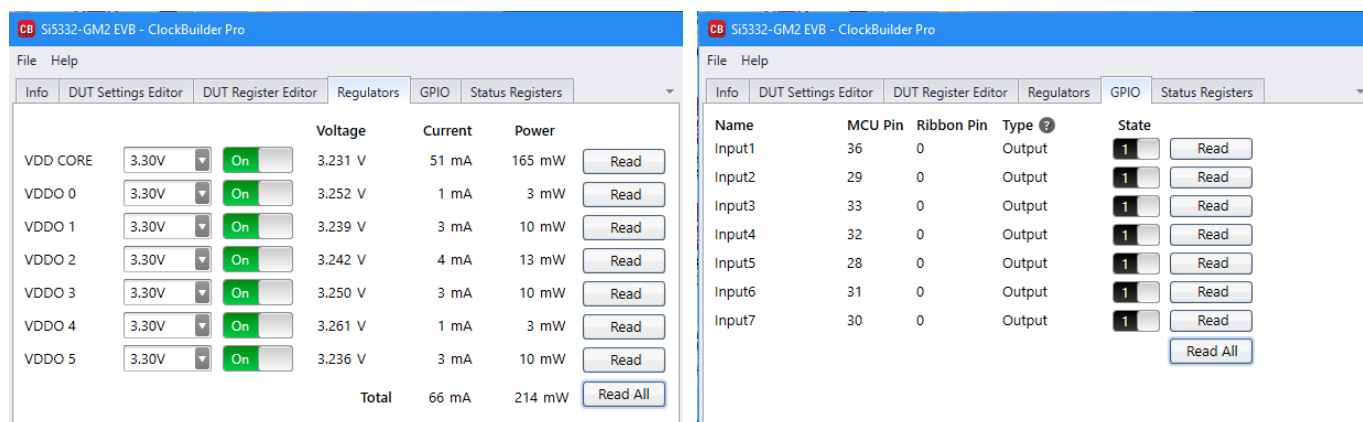 CB Si5332-GM2 EVB - ClockBuilder Pro
File Help
Info DUT Settings Editor DUT Register Editor Regulators GPIO Status Registers
Voltage Current Power
VDD CORE 3.30V On 3.231 V 51 mA 165 mW Read
VDDO 0 3.30V On 3.252 V 1 mA 3 mW Read
VDDO 1 3.30V On 3.239 V 3 mA 10 mW Read
VDDO 2 3.30V On 3.242 V 4 mA 13 mW Read
VDDO 3 3.30V On 3.250 V 3 mA 10 mW Read
VDDO 4 3.30V On 3.261 V 1 mA 3 mW Read
VDDO 5 3.30V On 3.236 V 3 mA 10 mW Read
Total 66 mA 214 mW Read All
CB Si5332-GM2 EVB - ClockBuilder Pro
File Help
Info DUT Settings Editor DUT Register Editor Regulators GPIO Status Registers
Name MCU Pin Ribbon Pin Type ? State
Input1 36 0 Output 1 Read
Input2 29 0 Output 1 Read
Input3 33 0 Output 1 Read
Input4 32 0 Output 1 Read
Input5 28 0 Output 1 Read
Input6 31 0 Output 1 Read
Input7 30 0 Output 1 Read
Read All